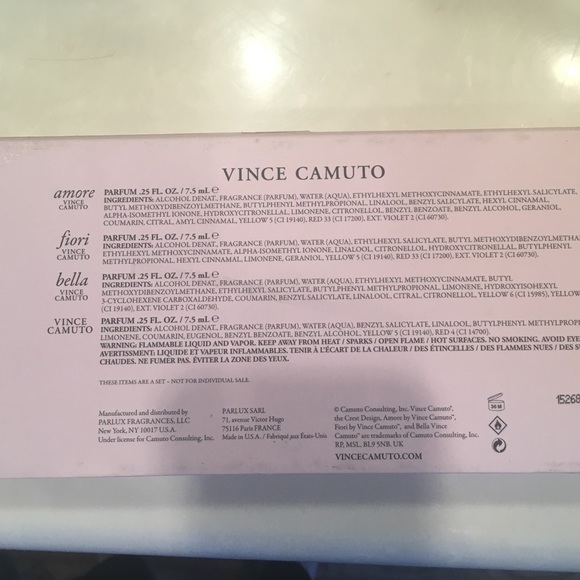 VINCE CAMUTO
amore
VINCE
CAMUTO
PARFUM .25 FL. OZ. / 7.5 mL ℮
INGREDIENTS: ALCOHOL DENAT, FRAGRANCE (PARFUM), WATER (AQUA), ETHYLHEXYL METHOXYCINNAMATE, ETHYLHEXYL SALICYLATE,
BUTYL METHOXYDIBENZOYLMETHANE, BUTYLPHENYL METHYLPROPIONAL, LINALOOL, BENZYL SALICYLATE, HEXYL CINNAMAL,
ALPHA-ISOMETHYL IONONE, HYDROXYCITRONELLAL, LIMONENE, CITRONELLOL, BENZYL BENZOATE, BENZYL ALCOHOL, GERANIOL,
COUMARIN, CITRAL, AMYL CINNAMAL, YELLOW 5 (CI 19140), RED 33 (CI 17200), EXT. VIOLET 2 (CI 60730).
fiori
VINCE
CAMUTO
PARFUM .25 FL. OZ. / 7.5 mL ℮
INGREDIENTS: ALCOHOL DENAT, FRAGRANCE (PARFUM), WATER (AQUA), ETHYLHEXYL SALICYLATE, BUTYL
ETHYLHEXYL METHOXYCINNAMATE, ALPHA-ISOMETHYL IONONE, LINALOOL, CITRONELLOL, HYDROXYCITRONELLAL, BUTYLPHENYL
METHYLPROPIONAL, HEXYL CINNAMAL, LIMONENE, GERANIOL, YELLOW 5 (CI 19140), RED 33 (CI 17200), EXT. VIOLET 2 (CI 60730).
bella
VINCE
CAMUTO
PARFUM .25 FL. OZ. / 7.5 mL ℮
INGREDIENTS: ALCOHOL DENAT, FRAGRANCE (PARFUM), WATER (AQUA), ETHYLHEXYL METHOXYCINNAMATE, BUTYL
METHOXYDIBENZOYLMETHANE, ETHYLHEXYL SALICYLATE, BUTYLPHENYL METHYLPROPIONAL, LIMONENE, HYDROXYISOHEXYL
3-CYCLOHEXENE CARBOXALDEHYDE, COUMARIN, BENZYL SALICYLATE, LINALOOL, CITRAL, CITRONELLOL, YELLOW 6 (CI 15985), YELLOW
(CI 19140), EXT. VIOLET 2 (CI 60730).
VINCE
CAMUTO
PARFUM .25 FL. OZ. / 7.5 mL ℮
INGREDIENTS: ALCOHOL DENAT, FRAGRANCE (PARFUM), WATER (AQUA), BENZYL SALICYLATE, LINALOOL, BUTYLPHENYL
LIMONENE, COUMARIN, EUGENOL, BENZYL BENZOATE, BENZYL ALCOHOL, YELLOW 5 (CI 19140), RED 4 (CI 14700).
WARNING: FLAMMABLE LIQUID AND VAPOR. KEEP AWAY FROM HEAT / SPARKS / OPEN FLAME / HOT SURFACES. NO SMOKING. AVOID
AVERTISSEMENT: LIQUIDE ET VAPEUR INFLAMMABLES. TENIR À L'ÉCART DE LA CHALEUR / DES ÉTINCELLES / DES FLAMMES NUES / DES
CHAUDES. NE PAS FUMER. ÉVITER LA ZONE DES YEUX.
THESE ITEMS ARE A SET - NOT FOR INDIVIDUAL SALE.
Manufactured and distributed by
PARLUX FRAGRANCES, LLC
New York, NY 10017 U.S.A.
Under license for Camuto Consulting, Inc.
PARLUX SARL
71, avenue Victor Hugo
75116 Paris FRANCE
Made in U.S.A. / Fabriqué aux États-Unis
© Camuto Consulting, Inc. Vince Camuto®,
the Crest Design, Amore by Vince Camuto™,
Fiori by Vince Camuto™, and Bella Vince
Camuto™ are trademarks of Camuto Consulting, Inc.
RP, MSL, BL9 5NB. UK
VINCECAMUTO.COM
15268